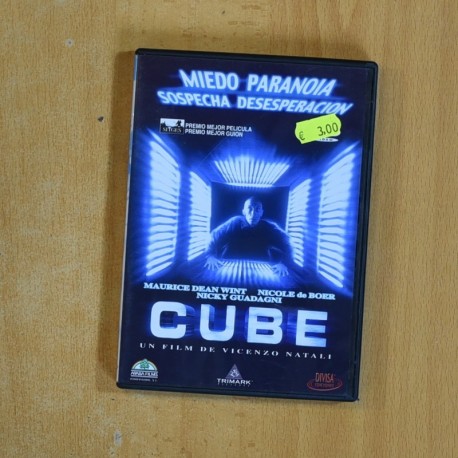 MIEDO PARANOIA
SOSPECHA DESESPERACION
SITGES
PREMIO MEJOR PELICULA
PREMIO MEJOR GUION
€ 3,00
MAURICE DEAN WINT NICOLE de BOER
NICKY GUADAGNI
CUBE
UN FILM DE VICENZO NATALI
TRIMARK
DIVISA